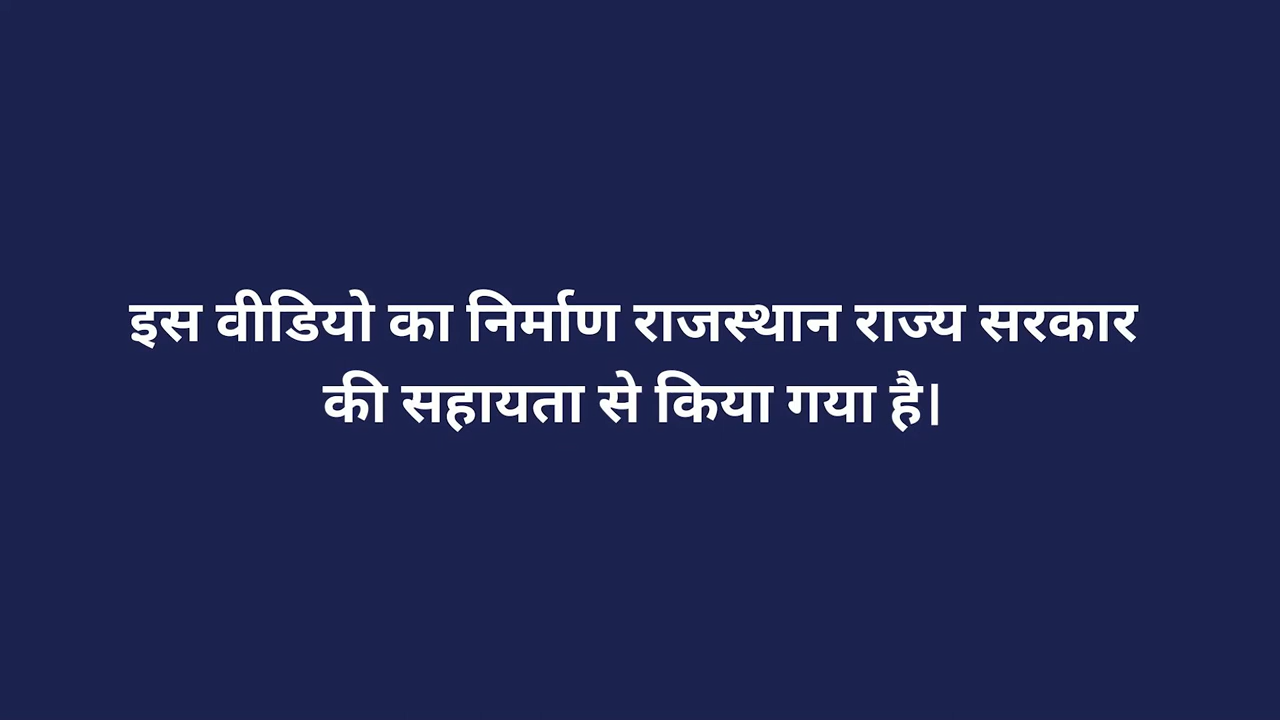 इस वीडियो का निर्माण राजस्थान राज्य सरकार
की सहायता से किया गया है।